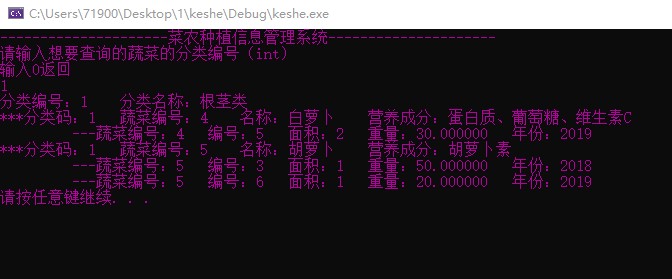 C:\Users\71900\Desktop\1\keshe\Debug\keshe.exe
---------------------菜农种植信息管理系统---------------------
请输入想要查询的蔬菜的分类编号（int）
输入0返回
1
分类编号：1 分类名称：根茎类
***分类码：1 蔬菜编号：4 名称：白萝卜 营养成分：蛋白质、葡萄糖、维生素C
---蔬菜编号：4 编号：5 面积：2 重量：30.000000 年份：2019
***分类码：1 蔬菜编号：5 名称：胡萝卜 营养成分：胡萝卜素
---蔬菜编号：5 编号：3 面积：1 重量：50.000000 年份：2018
---蔬菜编号：5 编号：6 面积：1 重量：20.000000 年份：2019
请按任意键继续. . .